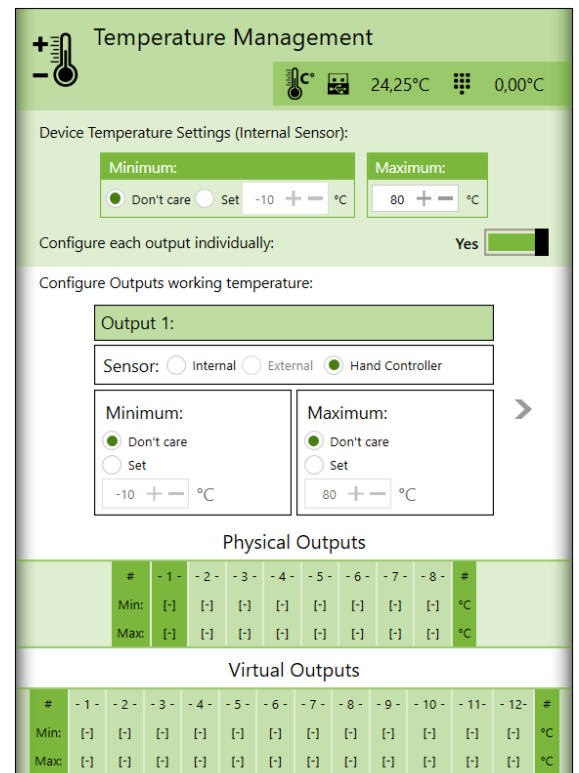 Temperature Management
C° 24,25°C 0,00°C
Device Temperature Settings (Internal Sensor):
Minimum: Maximum:
Don't care Set -10 + − °C 80 + − °C
Configure each output individually: Yes
Configure Outputs working temperature:
Output 1:
Sensor: Internal External Hand Controller
Minimum: Maximum:
Don't care Don't care
Set Set
-10 + − °C 80 + − °C
Physical Outputs
# - 1 - - 2 - - 3 - - 4 - - 5 - - 6 - - 7 - - 8 - #
Min: [-] [-] [-] [-] [-] [-] [-] [-] °C
Max: [-] [-] [-] [-] [-] [-] [-] [-] °C
Virtual Outputs
# - 1 - - 2 - - 3 - - 4 - - 5 - - 6 - - 7 - - 8 - - 9 - - 10 - - 11- - 12- #
Min: [-] [-] [-] [-] [-] [-] [-] [-] [-] [-] [-] [-] °C
Max: [-] [-] [-] [-] [-] [-] [-] [-] [-] [-] [-] [-] °C